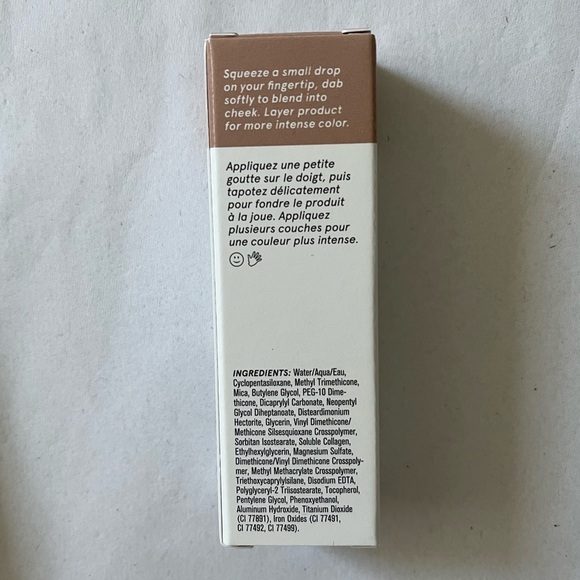 Squeeze a small drop
on your fingertip, dab
softly to blend into
cheek. Layer product
for more intense color.
Appliquez une petite
goutte sur le doigt, puis
tapotez délicatement
pour fondre le produit
à la joue. Appliquez
plusieurs couches pour
une couleur plus intense.
INGREDIENTS: Water/Aqua/Eau,
Cyclopentasiloxane, Methyl Trimethicone,
Mica, Butylene Glycol, PEG-10 Dime-
thicone, Dicaprylyl Carbonate, Neopentyl
Glycol Diheptanoate, Disteardimonium
Hectorite, Glycerin, Vinyl Dimethicone/
Methicone Silsesquioxane Crosspolymer,
Sorbitan Isostearate, Soluble Collagen,
Ethylhexylglycerin, Magnesium Sulfate,
Dimethicone/Vinyl Dimethicone Crosspoly-
mer, Methyl Methacrylate Crosspolymer,
Triethoxycaprylylsilane, Disodium EDTA,
Polyglyceryl-2 Triisostearate, Tocopherol,
Pentylene Glycol, Phenoxyethanol,
Aluminum Hydroxide, Titanium Dioxide
(CI 77891), Iron Oxides (CI 77491,
CI 77492, CI 77499).